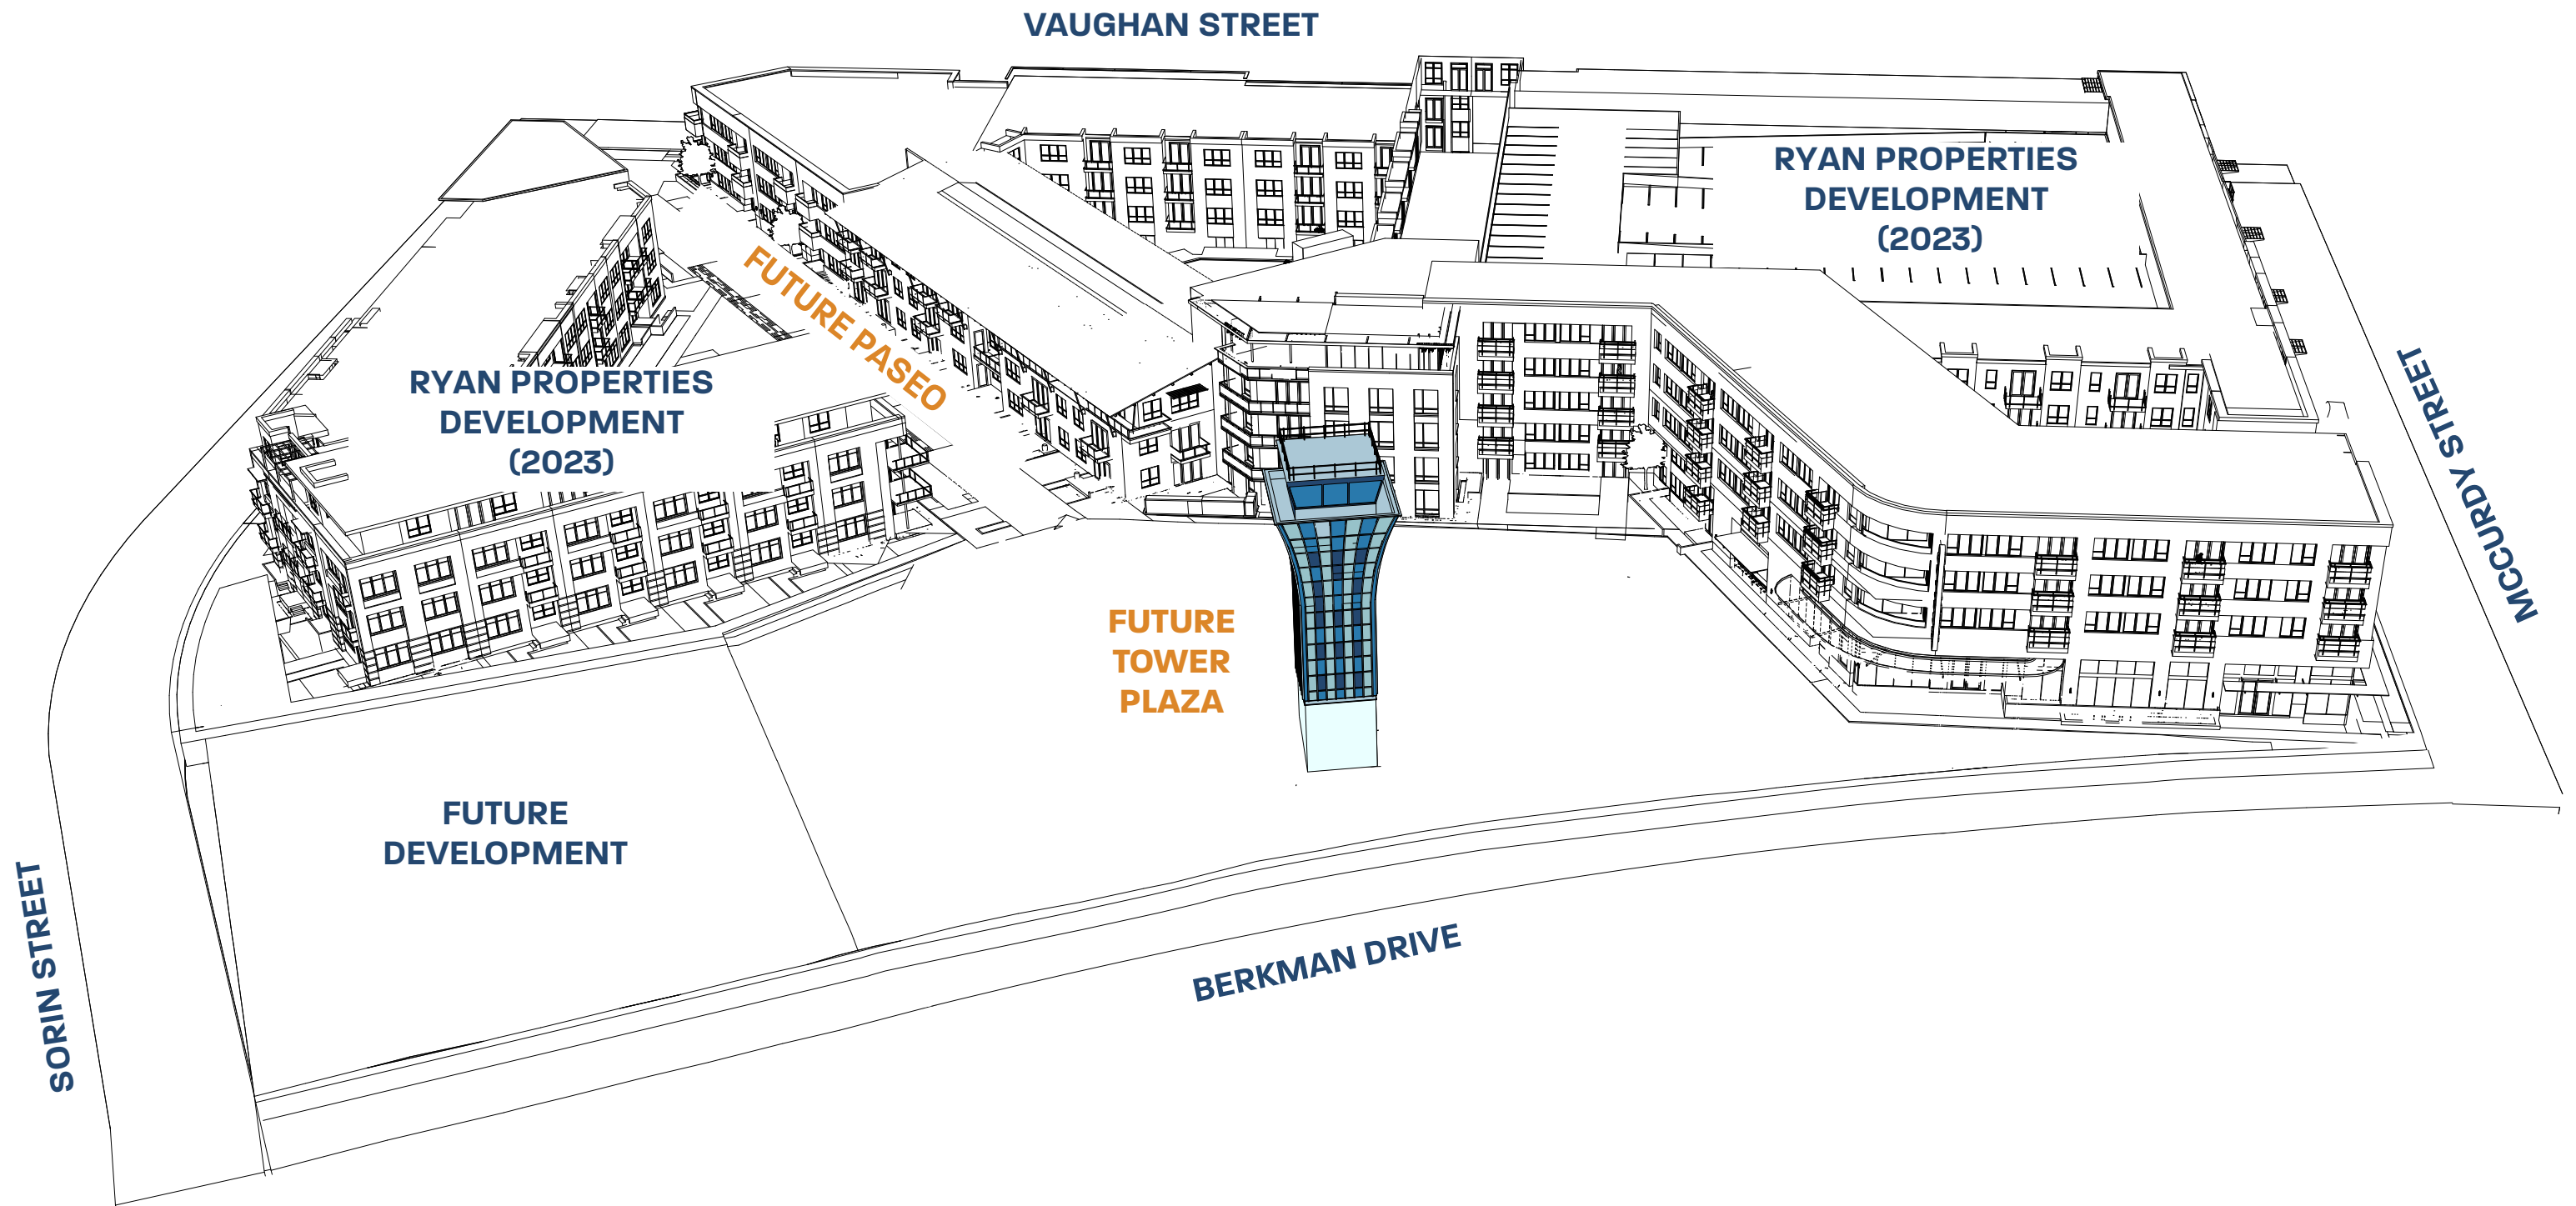 VAUGHAN STREET
RYAN PROPERTIES
DEVELOPMENT
(2023)
FUTURE PASEO
RYAN PROPERTIES
DEVELOPMENT
(2023)
MCCURDY STREET
FUTURE
TOWER
PLAZA
FUTURE
DEVELOPMENT
SORIN STREET
BERKMAN DRIVE